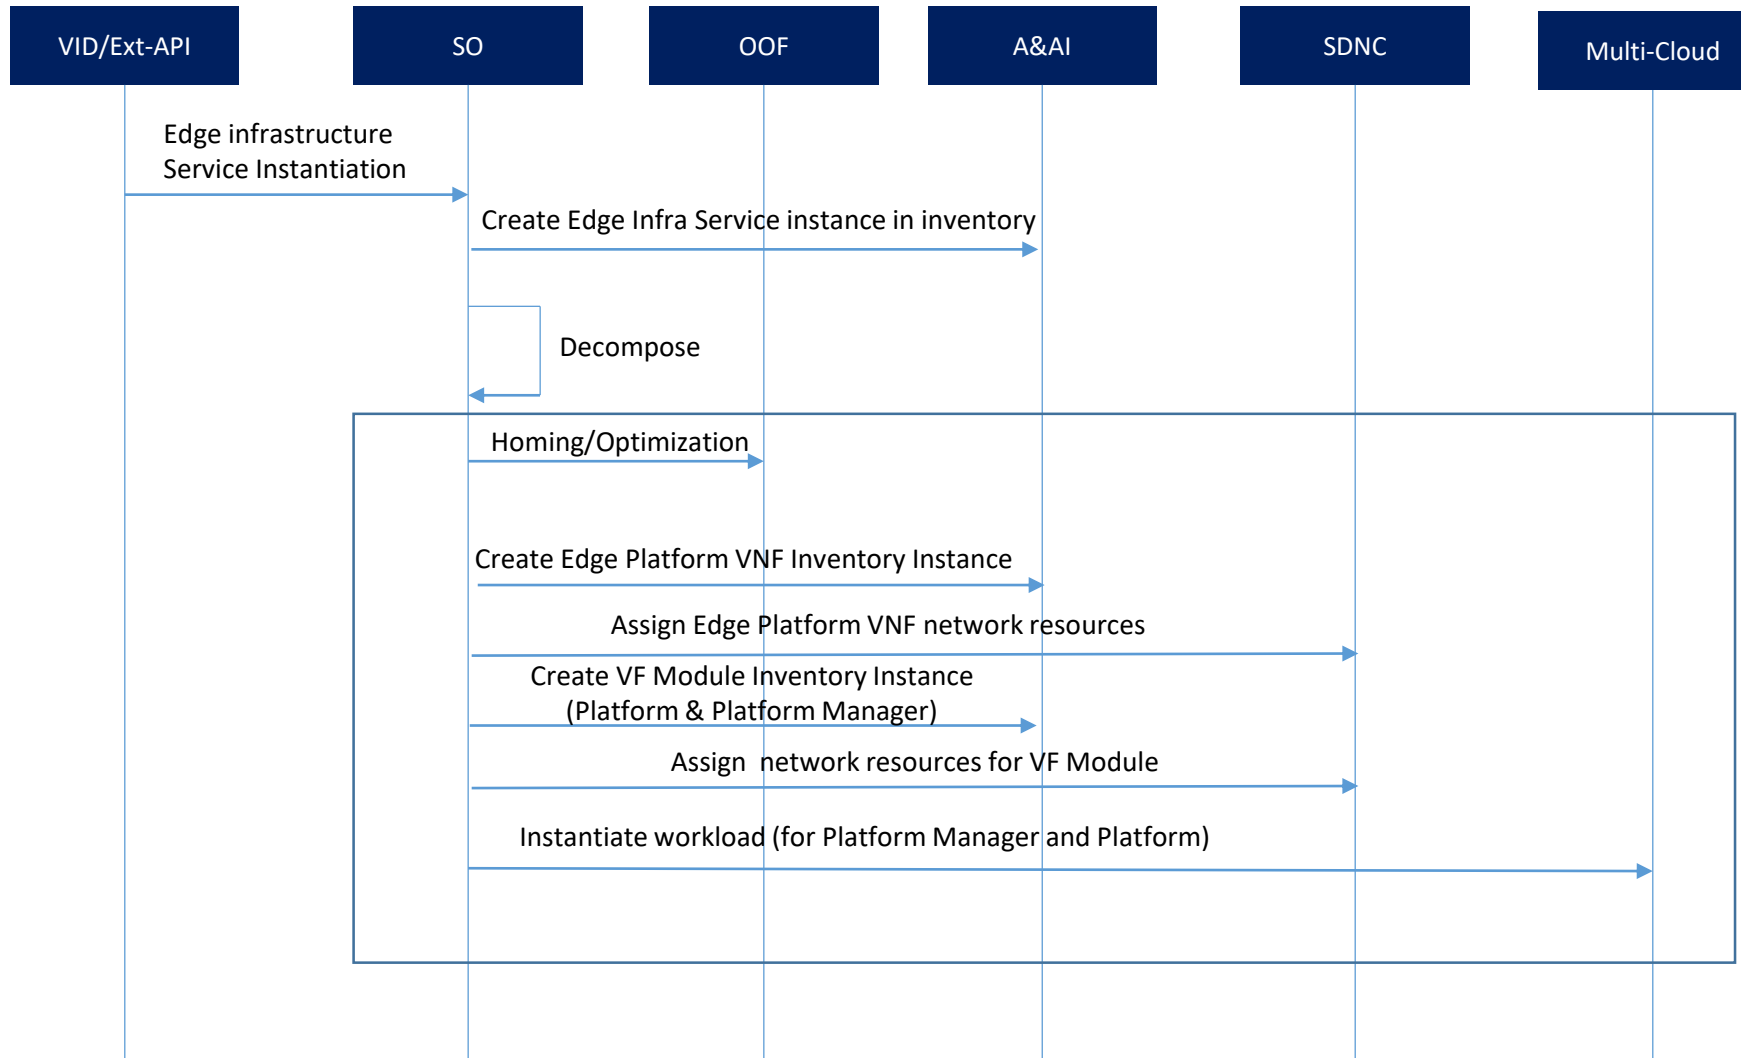 VID/Ext-API
SO
OOF
A&AI
SDNC
Multi-Cloud
Edge infrastructure
Service Instantiation
Create Edge Infra Service instance in inventory
Decompose
Homing/Optimization
Create Edge Platform VNF Inventory Instance
Assign Edge Platform VNF network resources
Create VF Module Inventory Instance
(Platform & Platform Manager)
Assign  network resources for VF Module
Instantiate workload (for Platform Manager and Platform)